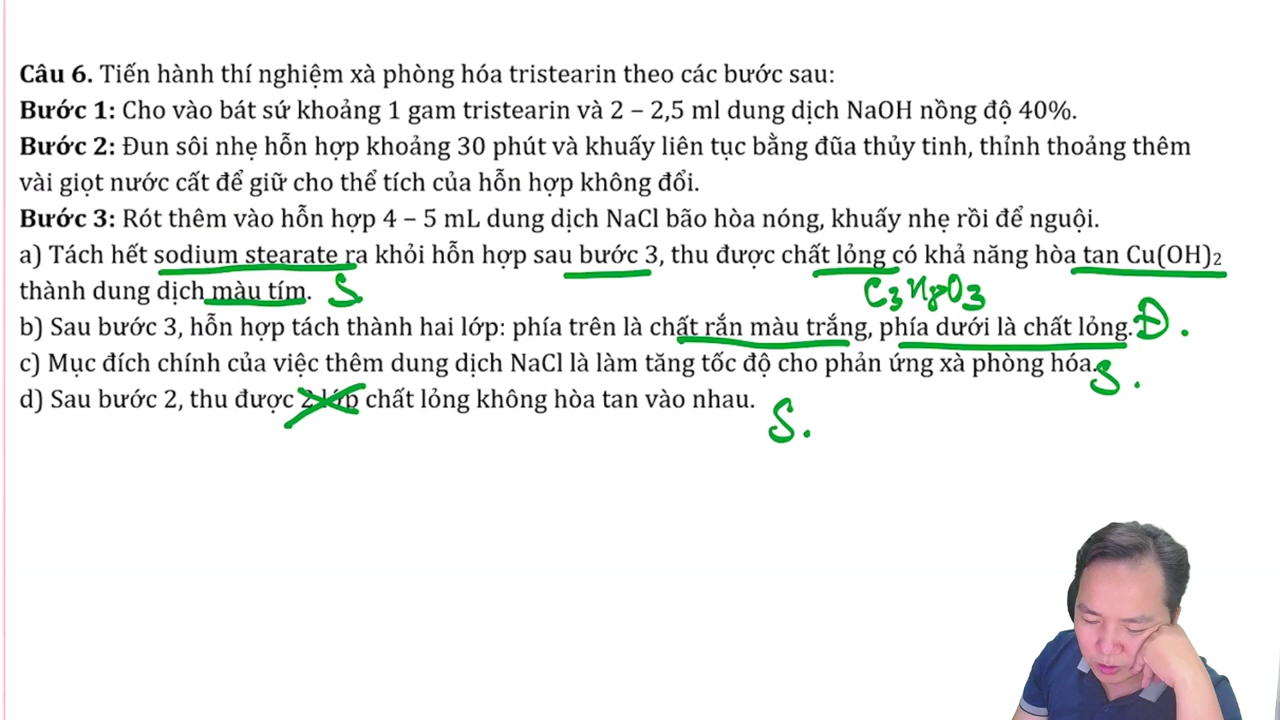 Câu 6. Tiến hành thí nghiệm xà phòng hóa tristearin theo các bước sau:
Bước 1: Cho vào bát sứ khoảng 1 gam tristearin và 2 – 2,5 ml dung dịch NaOH nồng độ 40%.
Bước 2: Đun sôi nhẹ hỗn hợp khoảng 30 phút và khuấy liên tục bằng đũa thủy tinh, thỉnh thoảng thêm
vài giọt nước cất để giữ cho thể tích của hỗn hợp không đổi.
Bước 3: Rót thêm vào hỗn hợp 4 – 5 mL dung dịch NaCl bão hòa nóng, khuấy nhẹ rồi để nguội.
a) Tách hết sodium stearate ra khỏi hỗn hợp sau bước 3, thu được chất lỏng có khả năng hòa tan Cu(OH)₂
thành dung dịch màu tím. S
C₃H₈O₃
b) Sau bước 3, hỗn hợp tách thành hai lớp: phía trên là chất rắn màu trắng, phía dưới là chất lỏng. Đ.
c) Mục đích chính của việc thêm dung dịch NaCl là làm tăng tốc độ cho phản ứng xà phòng hóa. S.
d) Sau bước 2, thu được 2 lớp chất lỏng không hòa tan vào nhau. S.